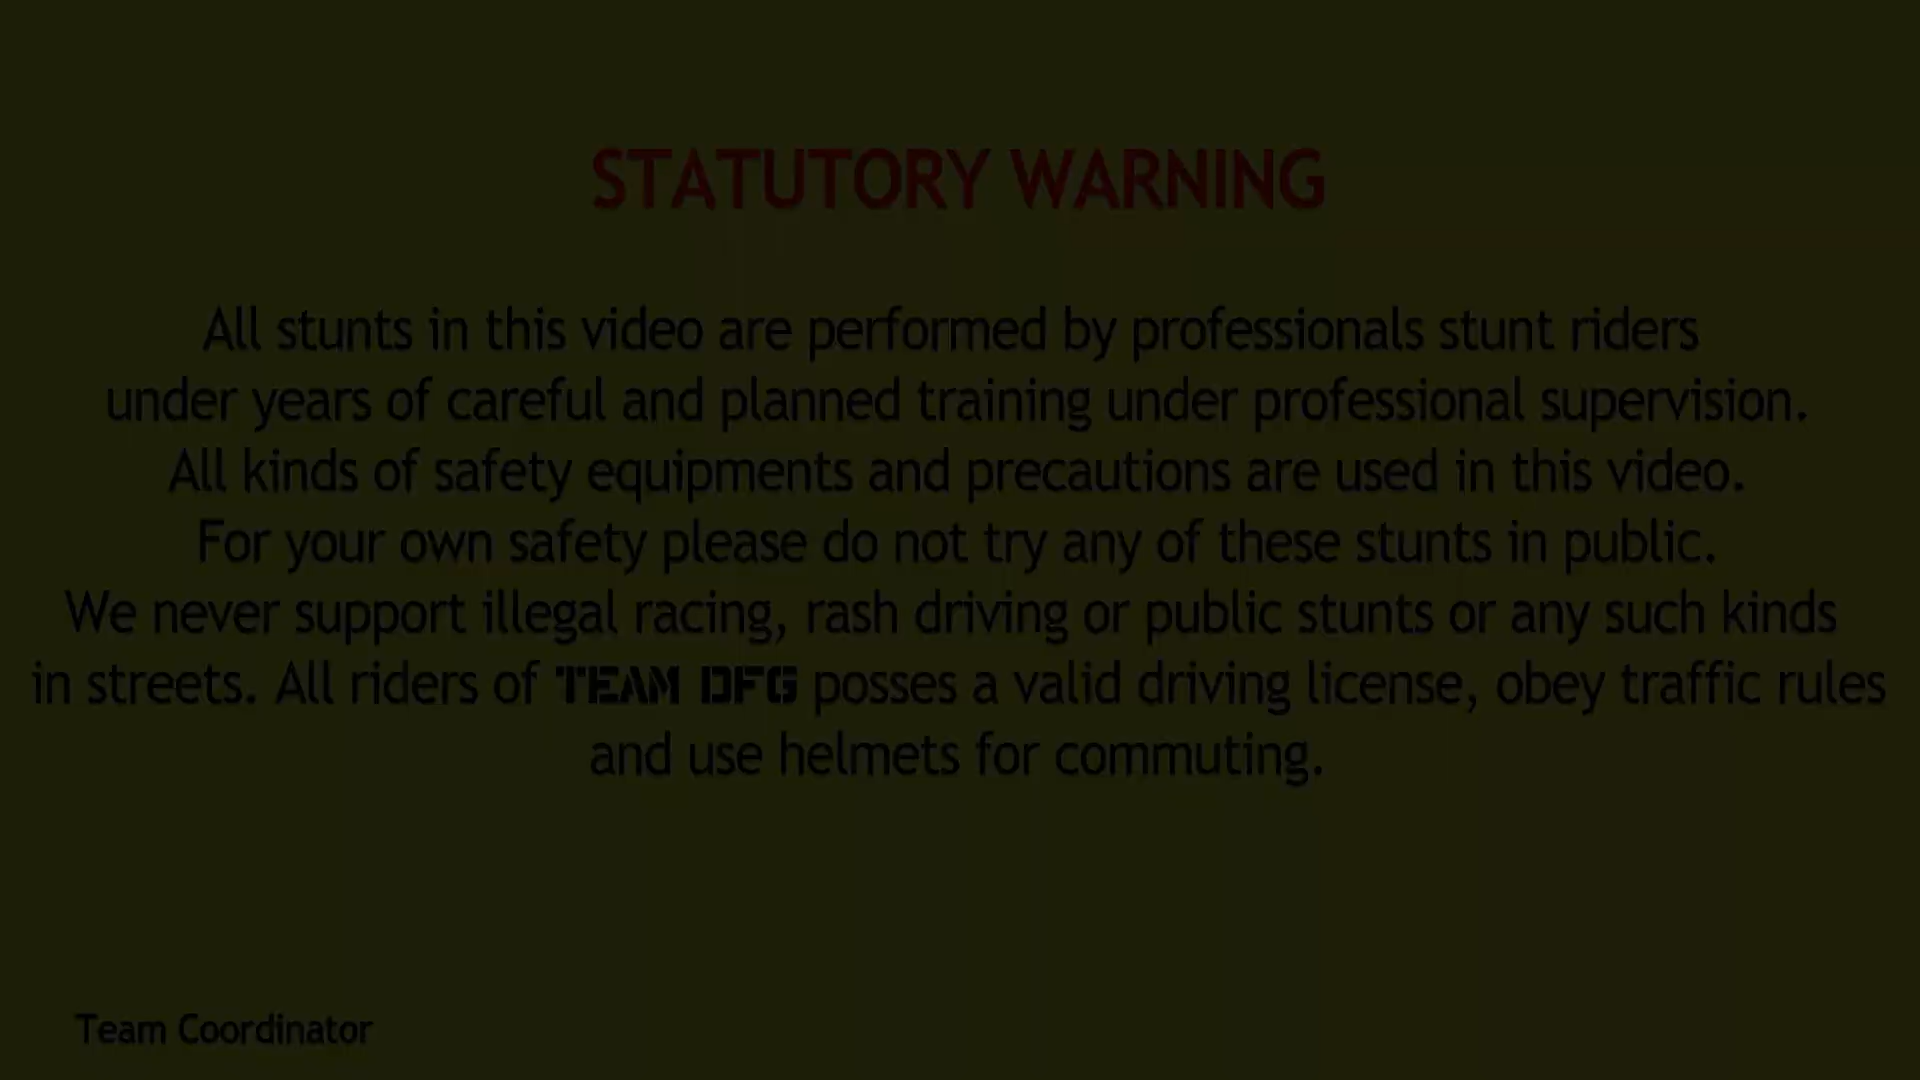 STATUTORY WARNING
All stunts in this video are performed by professionals stunt riders
under years of careful and planned training under professional supervision.
All kinds of safety equipments and precautions are used in this video.
For your own safety please do not try any of these stunts in public.
We never support illegal racing, rash driving or public stunts or any such kinds
in streets. All riders of TEAM DFG posses a valid driving license, obey traffic rules
and use helmets for commuting.
Team Coordinator